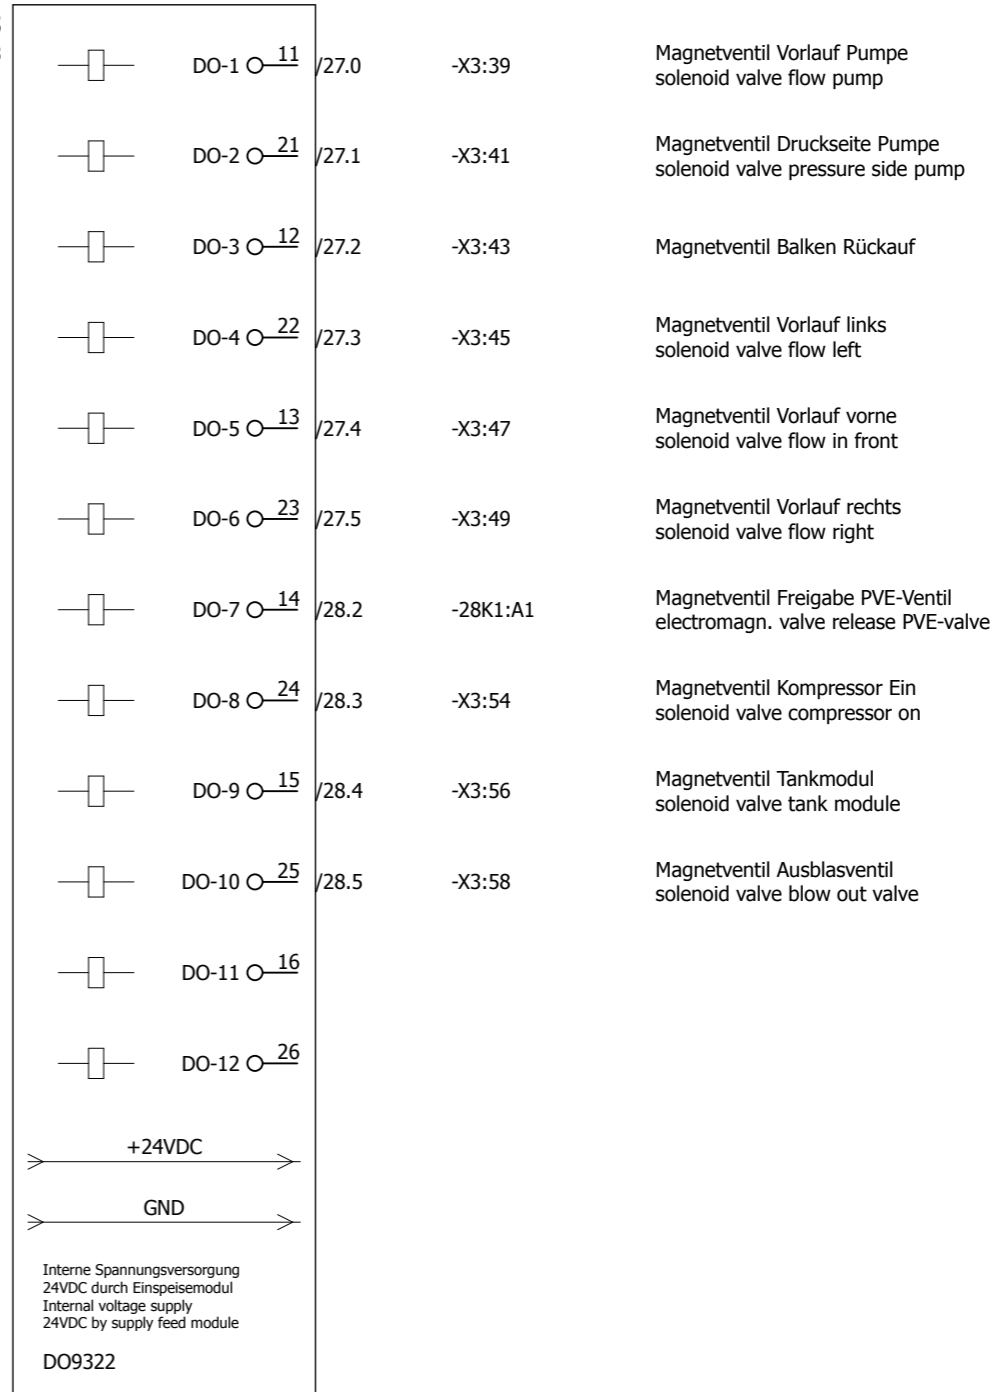 DO-1 11 /27.0 -X3:39 Magnetventil Vorlauf Pumpe
solenoid valve flow pump
DO-2 21 /27.1 -X3:41 Magnetventil Druckseite Pumpe
solenoid valve pressure side pump
DO-3 12 /27.2 -X3:43 Magnetventil Balken Rückauf
DO-4 22 /27.3 -X3:45 Magnetventil Vorlauf links
solenoid valve flow left
DO-5 13 /27.4 -X3:47 Magnetventil Vorlauf vorne
solenoid valve flow in front
DO-6 23 /27.5 -X3:49 Magnetventil Vorlauf rechts
solenoid valve flow right
DO-7 14 /28.2 -28K1:A1 Magnetventil Freigabe PVE-Ventil
electromagn. valve release PVE-valve
DO-8 24 /28.3 -X3:54 Magnetventil Kompressor Ein
solenoid valve compressor on
DO-9 15 /28.4 -X3:56 Magnetventil Tankmodul
solenoid valve tank module
DO-10 25 /28.5 -X3:58 Magnetventil Ausblasventil
solenoid valve blow out valve
DO-11 16
DO-12 26
+24VDC
GND
Interne Spannungsversorgung
24VDC durch Einspeisemodul
Internal voltage supply
24VDC by supply feed module
DO9322